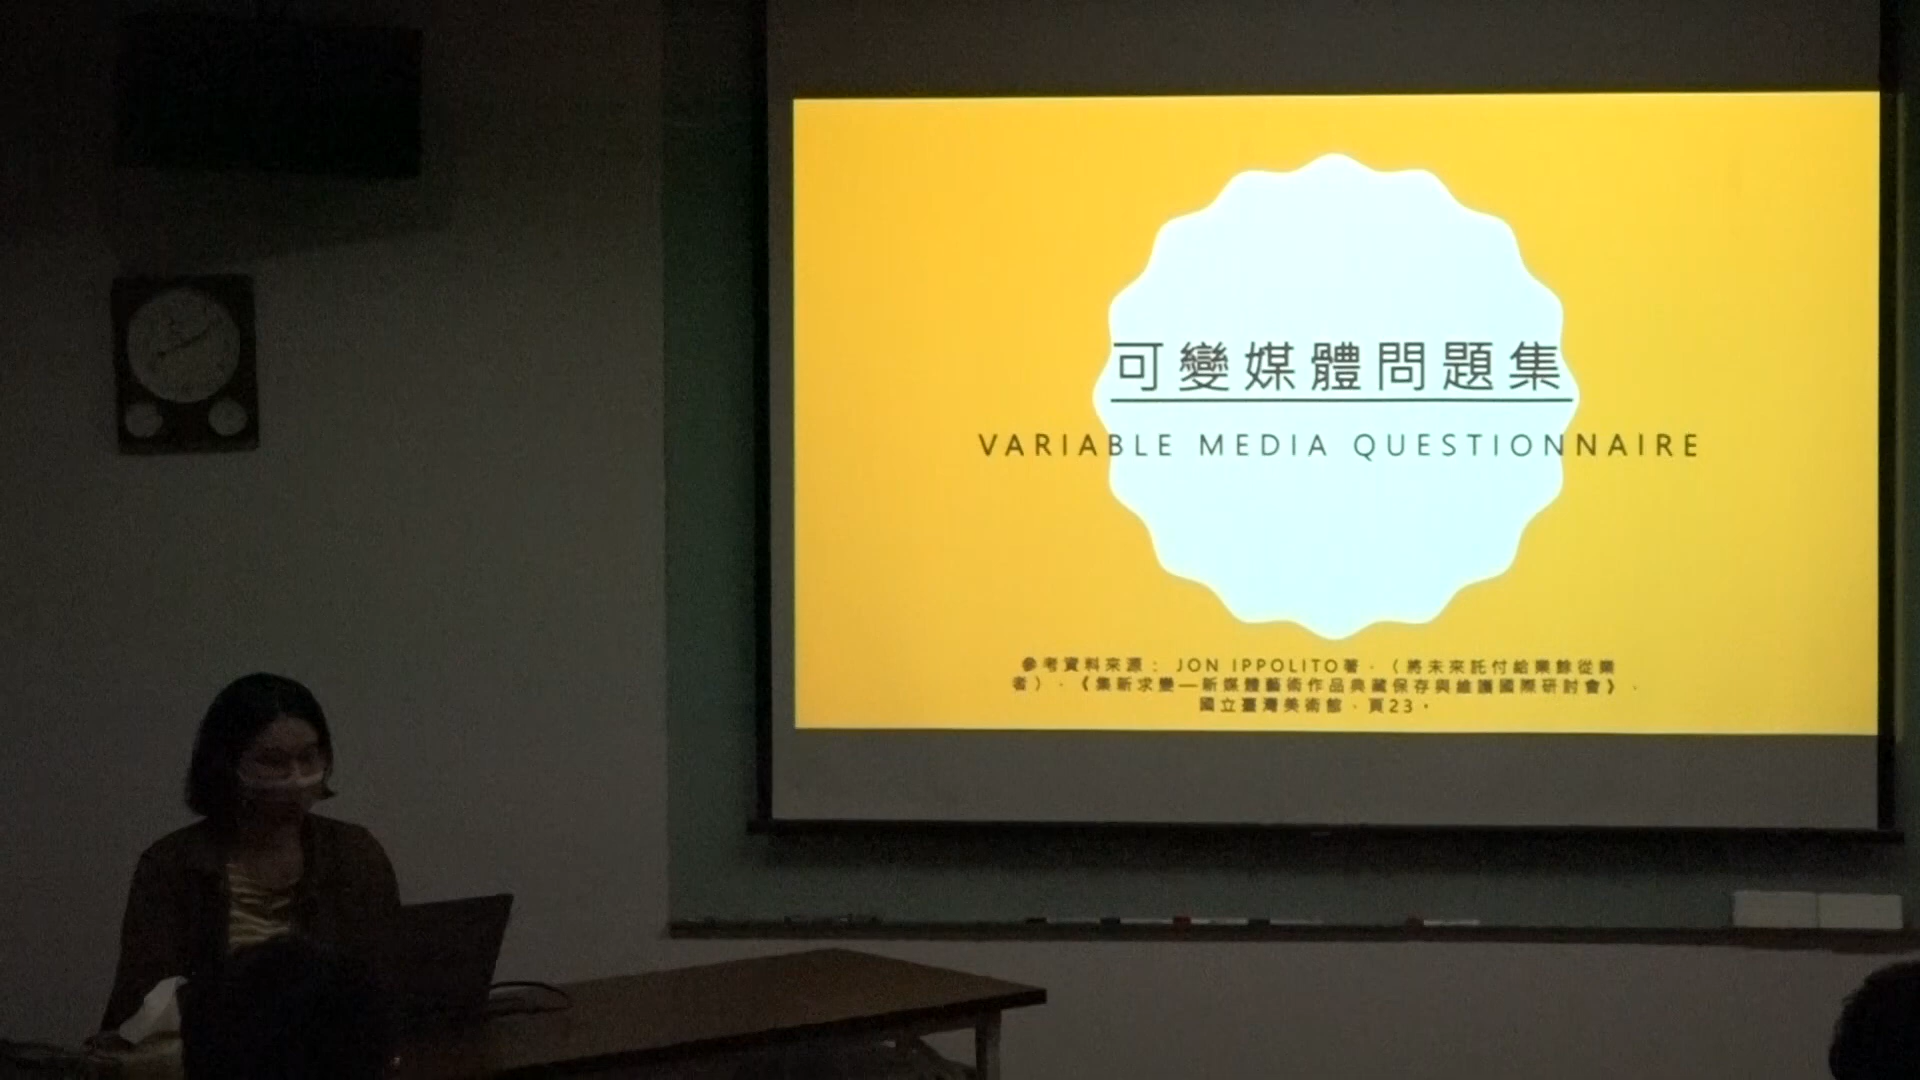 可變媒體問題集
VARIABLE MEDIA QUESTIONNAIRE
參考資料來源： JON IPPOLITO著，〈將未來託付給業餘從業
者〉，《集新求變—新媒體藝術作品典藏保存與維護國際研討會》，
國立臺灣美術館，頁23。